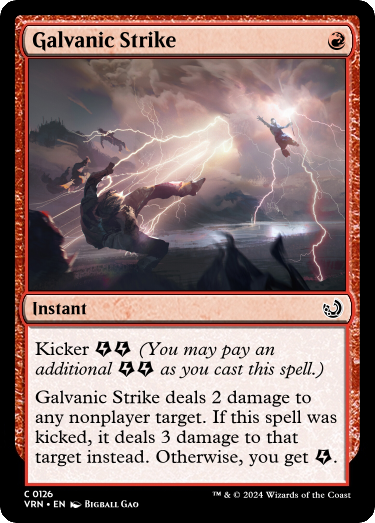 Galvanic Strike
Instant
Kicker (You may pay an
additional as you cast this spell.)
Galvanic Strike deals 2 damage to
any nonplayer target. If this spell was
kicked, it deals 3 damage to that
target instead. Otherwise, you get .
C 0126
VRN • EN Bigball Gao
™ & © 2024 Wizards of the Coast